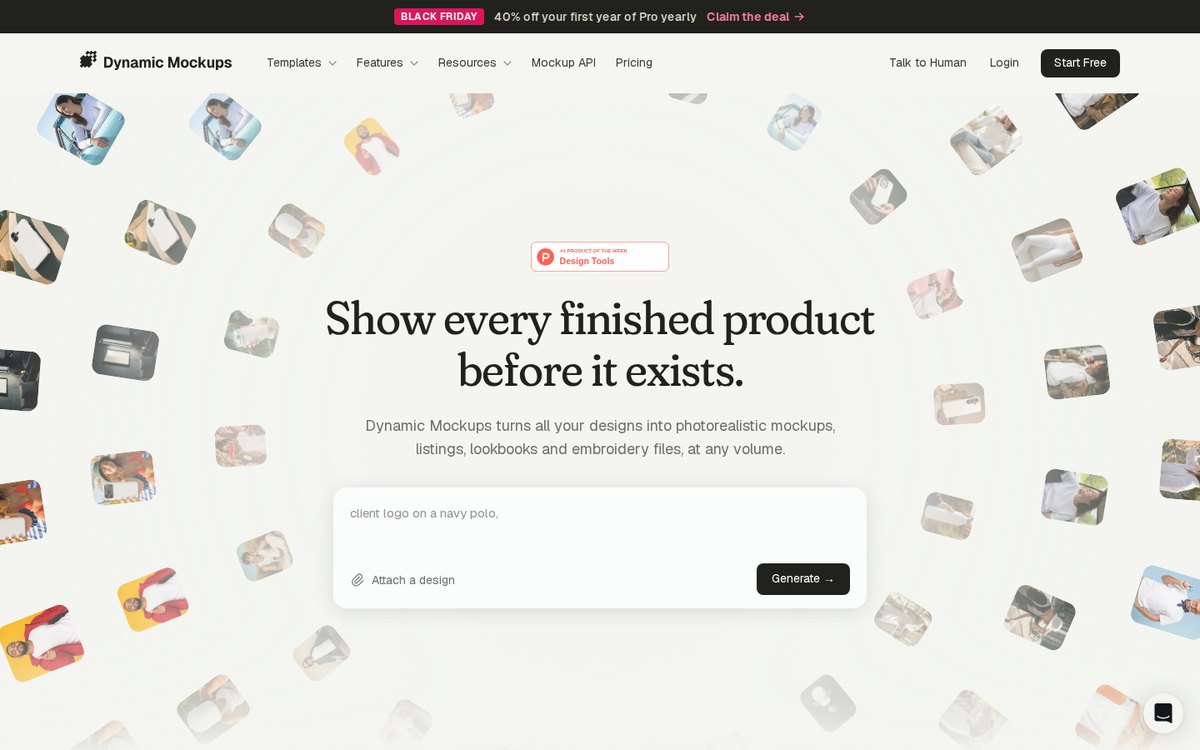 BLACK FRIDAY 40% off your first year of Pro yearly Claim the deal →
Dynamic Mockups Templates Features Resources Mockup API Pricing Talk to Human Login Start Free
#1 PRODUCT OF THE WEEK
P Design Tools
Show every finished product
before it exists.
Dynamic Mockups turns all your designs into photorealistic mockups,
listings, lookbooks and embroidery files, at any volume.
client logo on a navy polo,
Attach a design Generate →